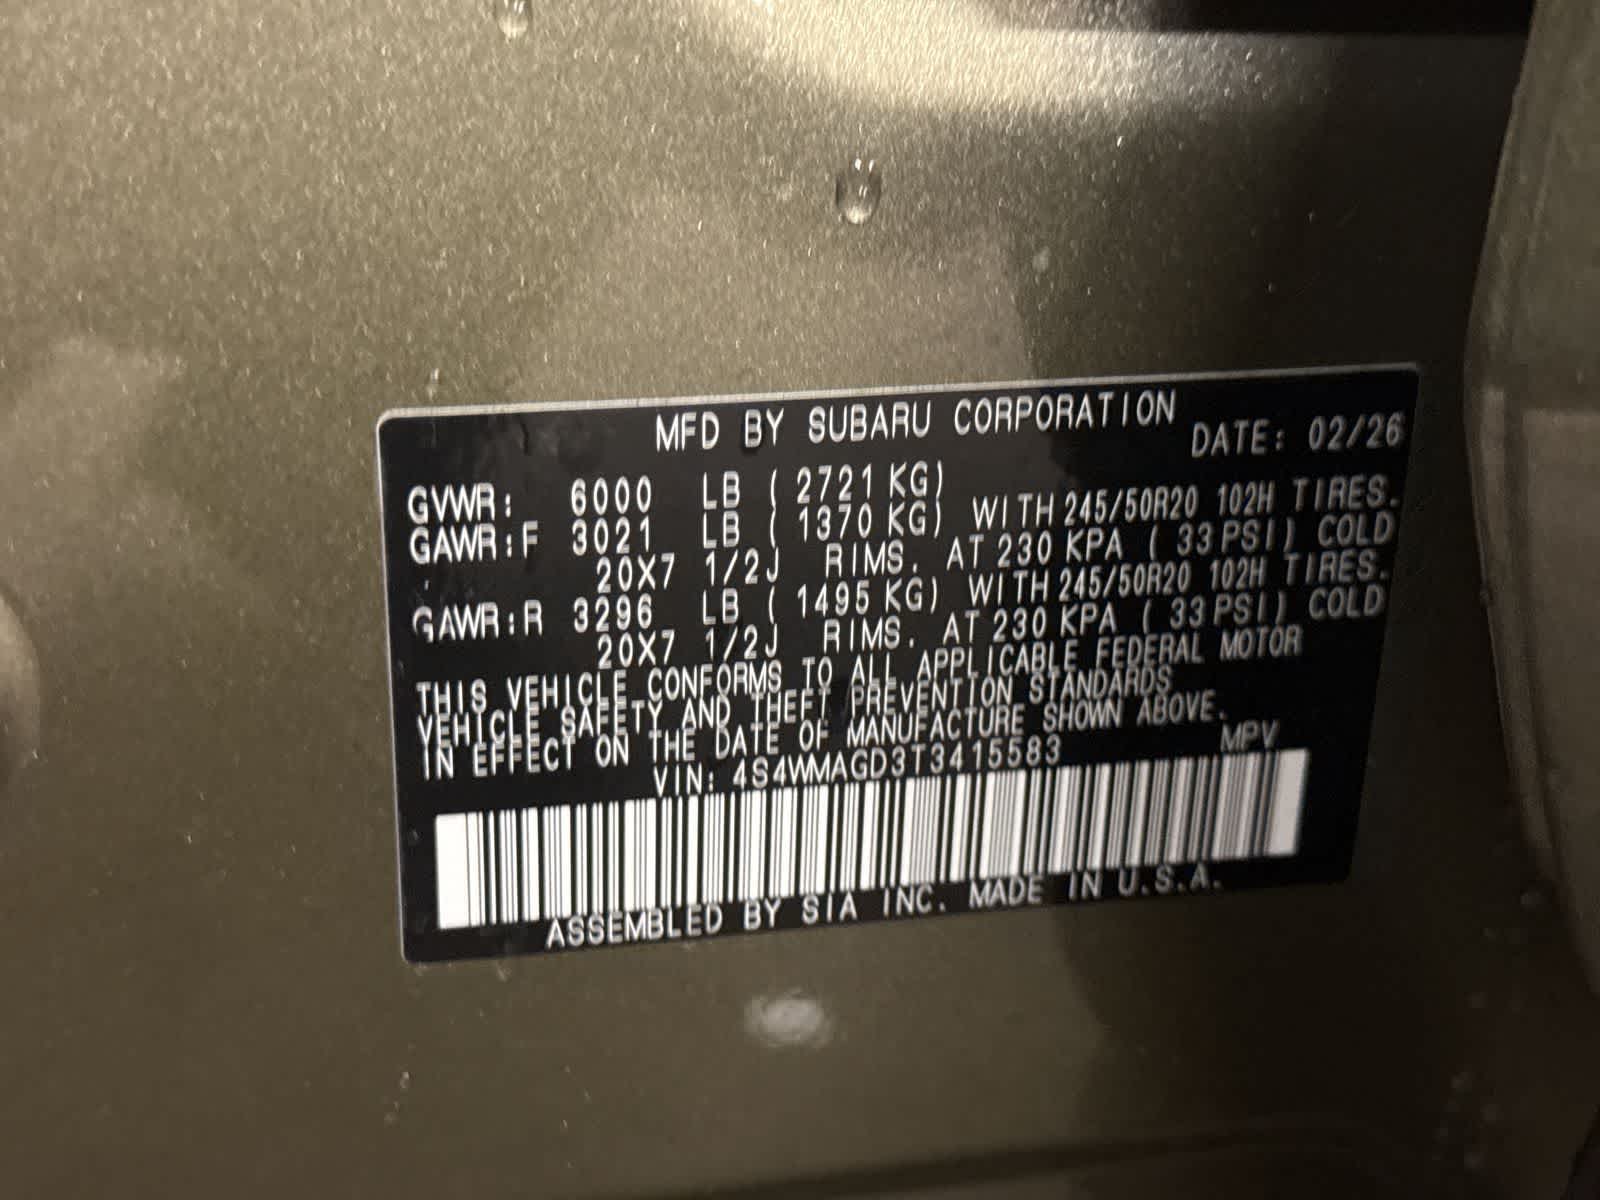 MFD BY SUBARU CORPORATION DATE: 02/26
GVWR: 6000 LB ( 2721 KG)
GAWR:F 3021 LB ( 1370 KG) WITH 245/50R20 102H TIRES.
20X7 1/2J RIMS. AT 230 KPA ( 33 PSI) COLD
GAWR:R 3296 LB ( 1495 KG) WITH 245/50R20 102H TIRES.
20X7 1/2J RIMS. AT 230 KPA ( 33 PSI) COLD
THIS VEHICLE CONFORMS TO ALL APPLICABLE FEDERAL MOTOR
VEHICLE SAFETY AND THEFT PREVENTION STANDARDS
IN EFFECT ON THE DATE OF MANUFACTURE SHOWN ABOVE.
VIN: 4S4WMAGD3T3415583 MPV
ASSEMBLED BY SIA INC. MADE IN U.S.A.